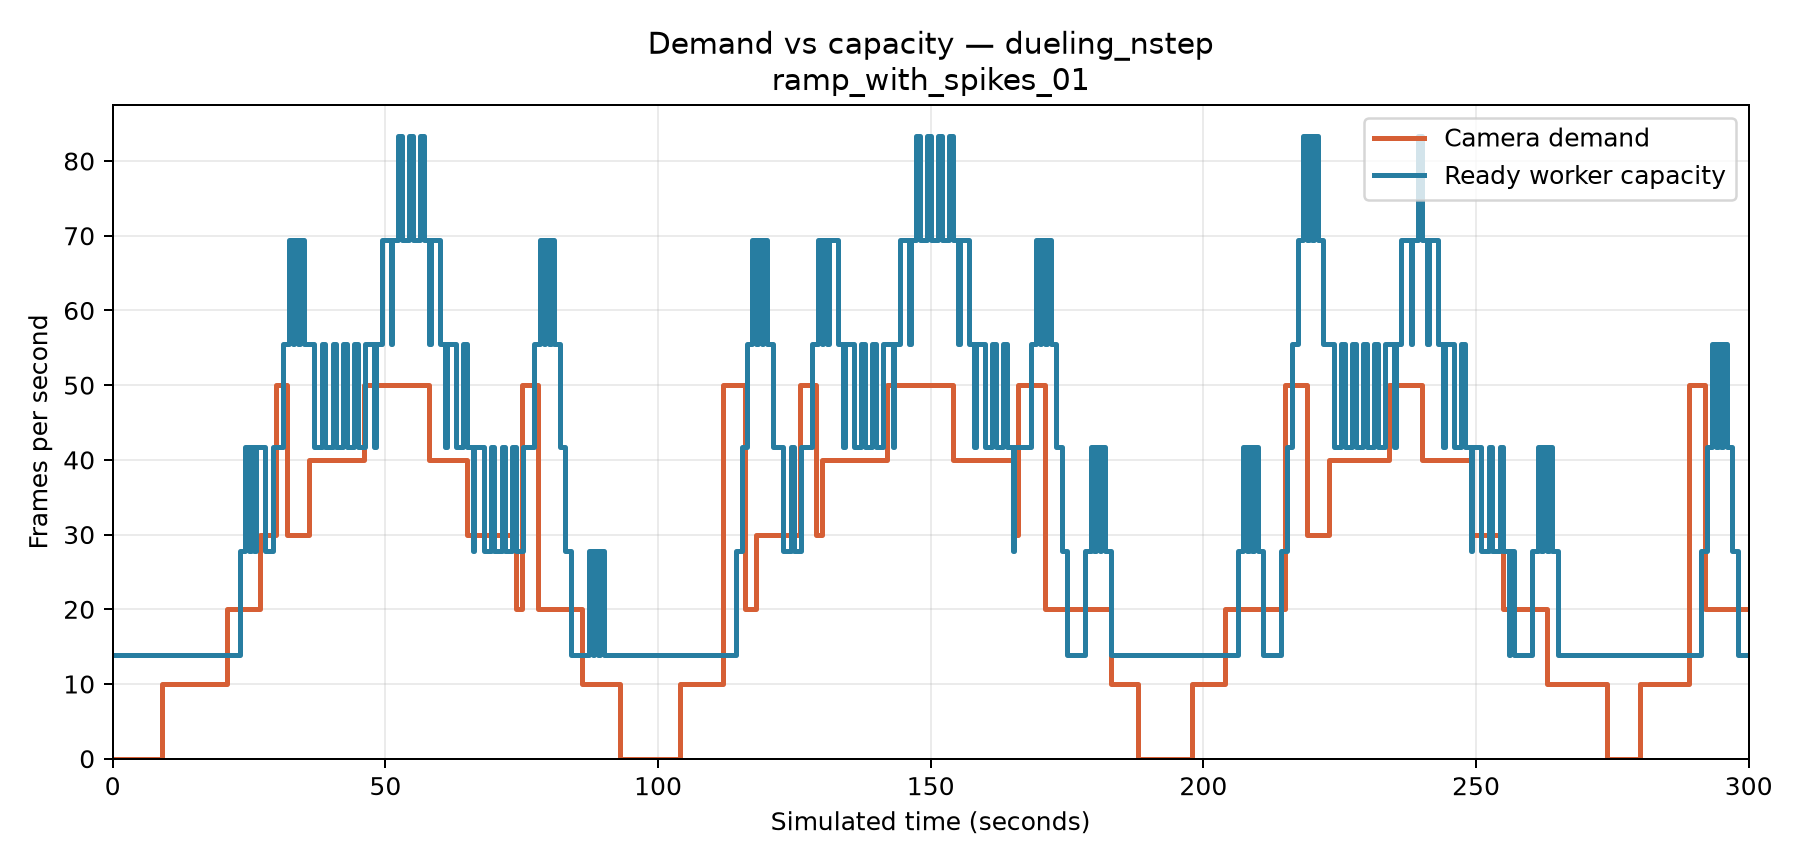 Demand vs capacity — dueling_nstep
ramp_with_spikes_01
Camera demand
Ready worker capacity
Frames per second
80
70
60
50
40
30
20
10
0
0 50 100 150 200 250 300
Simulated time (seconds)